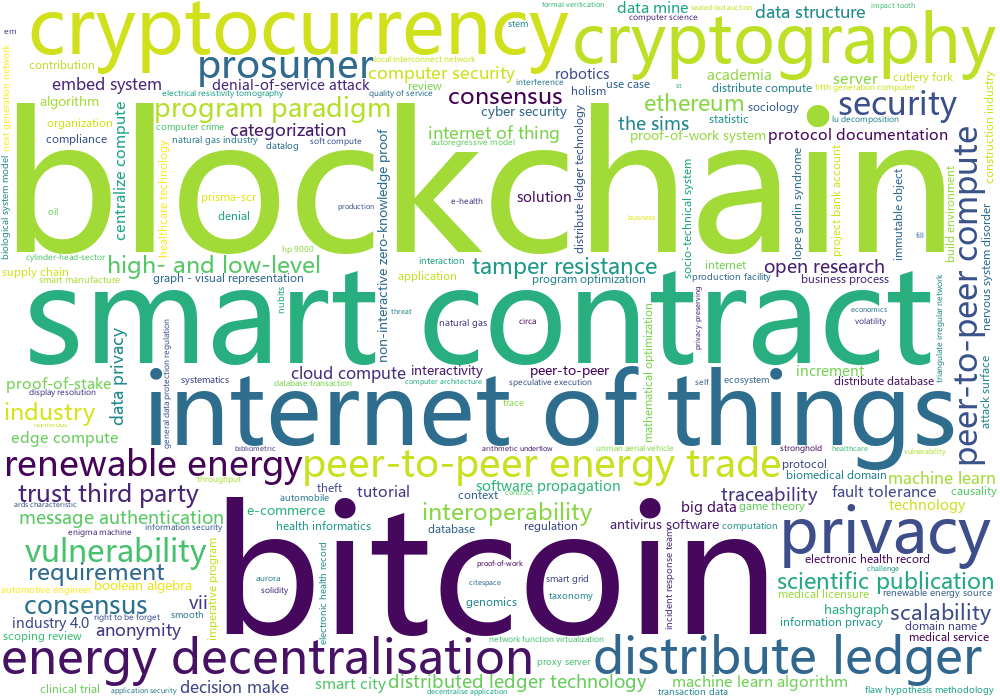 cryptocurrency
stem
formal verification
data mine
sealed-bid auction
impact tooth
computer science
data structure
cryptography
em
contribution
prosumer
local interconnect network
computer security
interference
robotics
use case
academia
server
cutlery fork
next generation network
embed system
denial-of-service attack
review
holism
st
distribute compute
fifth generation computer
algorithm
electrical resistivity tomography
quality of service
consensus
ethereum
sociology
security
program paradigm
cyber security
statistic
lu decomposition
organization
computer crime
categorization
internet of thing
the sims
proof-of-work system
protocol documentation
construction industry
compliance
natural gas industry
datalog
soft compute
autoregressive model
centralize compute
healthcare technology
non-interactive zero-knowledge proof
distribute ledger technology
blockchain
biological system model
prisma-scr
oil
denial
production
e-health
solution
business
socio-technical system
lope gorlin syndrome
project bank account
immutable object
build environment
fill
peer-to-peer compute
nervous system disorder
hp 9000
cylinder-head-sector
high- and low-level
interaction
tamper resistance
internet
open research
supply chain
smart manufacture
graph - visual representation
application
program optimization
production facility
business process
smart contract
nubits
threat
natural gas
circa
privacy-preserving
economics
volatility
triangulate irregular network
attack surface
data privacy
general data protection regulation
mathematical optimization
cloud compute
interactivity
peer-to-peer
increment
proof-of-stake
systematics
database transaction
computer architecture
speculative execution
self
ecosystem
distribute database
display resolution
internet of things
trace
industry
edge compute
bibliometric
arithmetic underflow
unman aerial vehicle
stronghold
healthcare
vulnerability
renewable energy
peer-to-peer energy trade
protocol
biomedical domain
throughput
machine learn
trust third party
theft
tutorial
software propagation
context
contract
big data
traceability
fault tolerance
causality
ards characteristic
automobile
e-commerce
interoperability
game theory
technology
message authentication
information security
health informatics
database
regulation
antivirus software
computation
enigma machine
bitcoin
privacy
vulnerability
imperative program
electronic health record
proof-of-work
incident response team
electronic health record
requirement
aurora
citespace
smart grid
challenge
scientific publication
automotive engineer
boolean algebra
solidity
genomics
taxonomy
medical licensure
renewable energy source
consensus
vii
hashgraph
scalability
industry 4.0
right to be forget
smooth
information privacy
domain name
scoping review
anonymity
network function virtualization
medical service
energy decentralisation
distribute ledger
proxy server
clinical trial
application security
decision make
smart city
distributed ledger technology
decentralise application
machine learn algorithm
transaction data
flaw hypothesis methodology